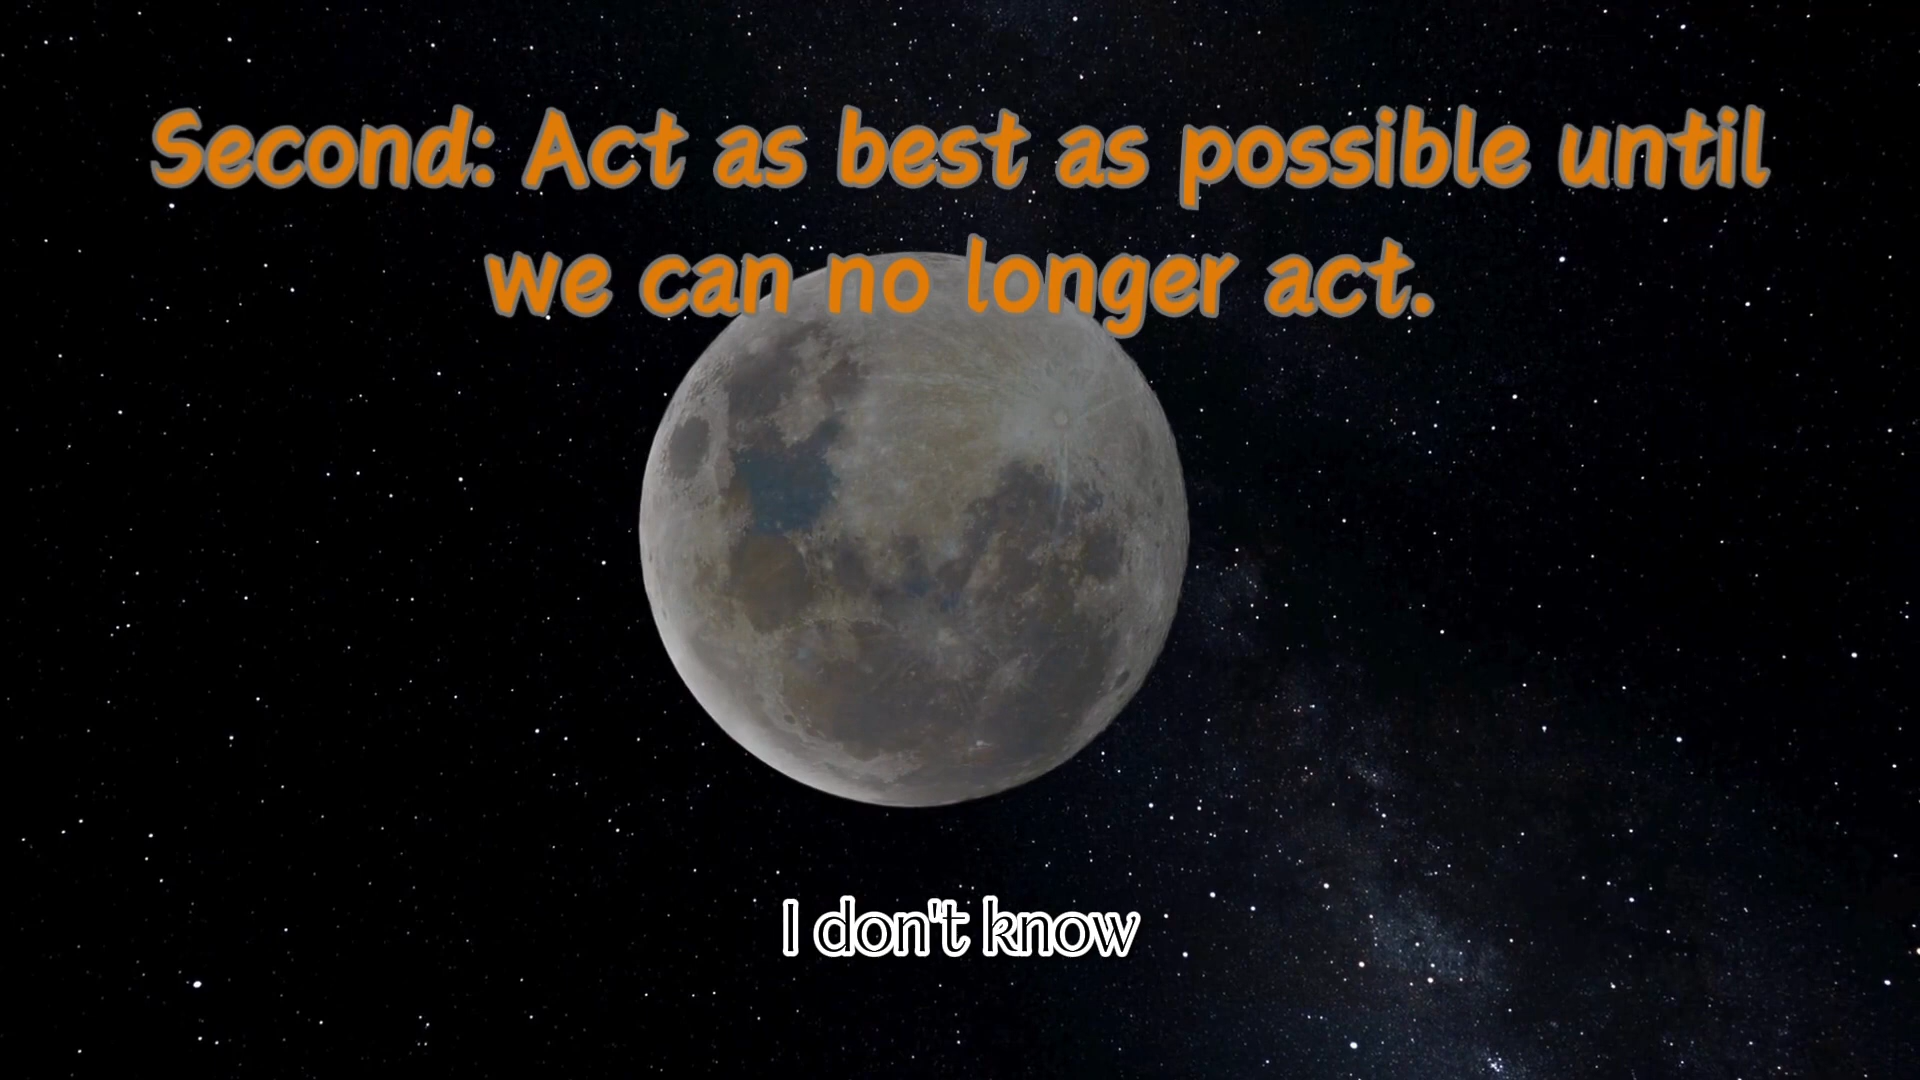 Second: Act as best as possible until
we can no longer act.
I don't know